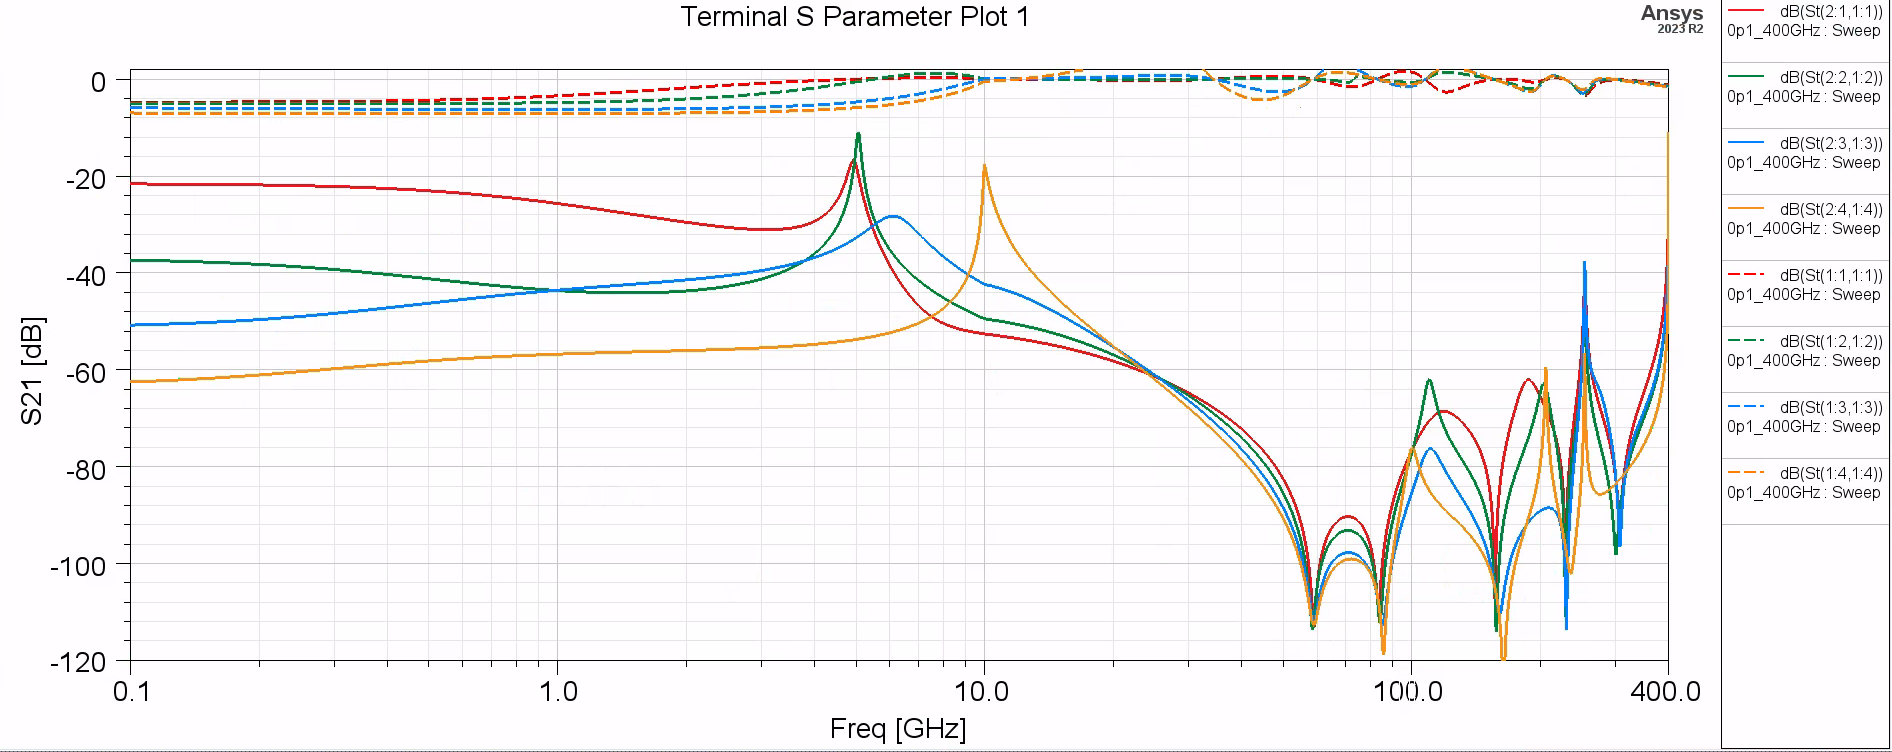 Terminal S Parameter Plot 1
Ansys
2023 R2
dB(St(2:1,1:1))
0p1_400GHz : Sweep
dB(St(2:2,1:2))
0p1_400GHz : Sweep
dB(St(2:3,1:3))
0p1_400GHz : Sweep
dB(St(2:4,1:4))
0p1_400GHz : Sweep
dB(St(1:1,1:1))
0p1_400GHz : Sweep
dB(St(1:2,1:2))
0p1_400GHz : Sweep
dB(St(1:3,1:3))
0p1_400GHz : Sweep
dB(St(1:4,1:4))
0p1_400GHz : Sweep
S21 [dB]
0
-20
-40
-60
-80
-100
-120
0.1 1.0 10.0 100.0 400.0
Freq [GHz]